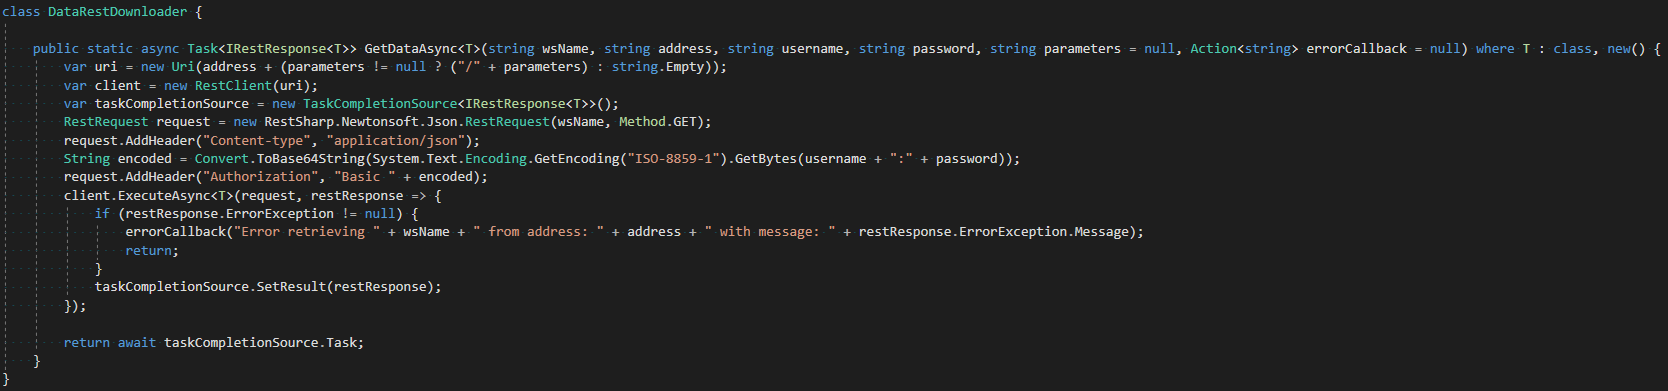 class DataRestDownloader {
public static async Task<IRestResponse<T>> GetDataAsync<T>(string wsName, string address, string username, string password, string parameters = null, Action<string> errorCallback = null) where T : class, new() {
var uri = new Uri(address + (parameters != null ? ("/" + parameters) : string.Empty));
var client = new RestClient(uri);
var taskCompletionSource = new TaskCompletionSource<IRestResponse<T>>();
RestRequest request = new RestSharp.Newtonsoft.Json.RestRequest(wsName, Method.GET);
request.AddHeader("Content-type", "application/json");
String encoded = Convert.ToBase64String(System.Text.Encoding.GetEncoding("ISO-8859-1").GetBytes(username + ":" + password));
request.AddHeader("Authorization", "Basic " + encoded);
client.ExecuteAsync<T>(request, restResponse => {
if (restResponse.ErrorException != null) {
errorCallback("Error retrieving " + wsName + " from address: " + address + " with message: " + restResponse.ErrorException.Message);
return;
}
taskCompletionSource.SetResult(restResponse);
});
return await taskCompletionSource.Task;
}
}